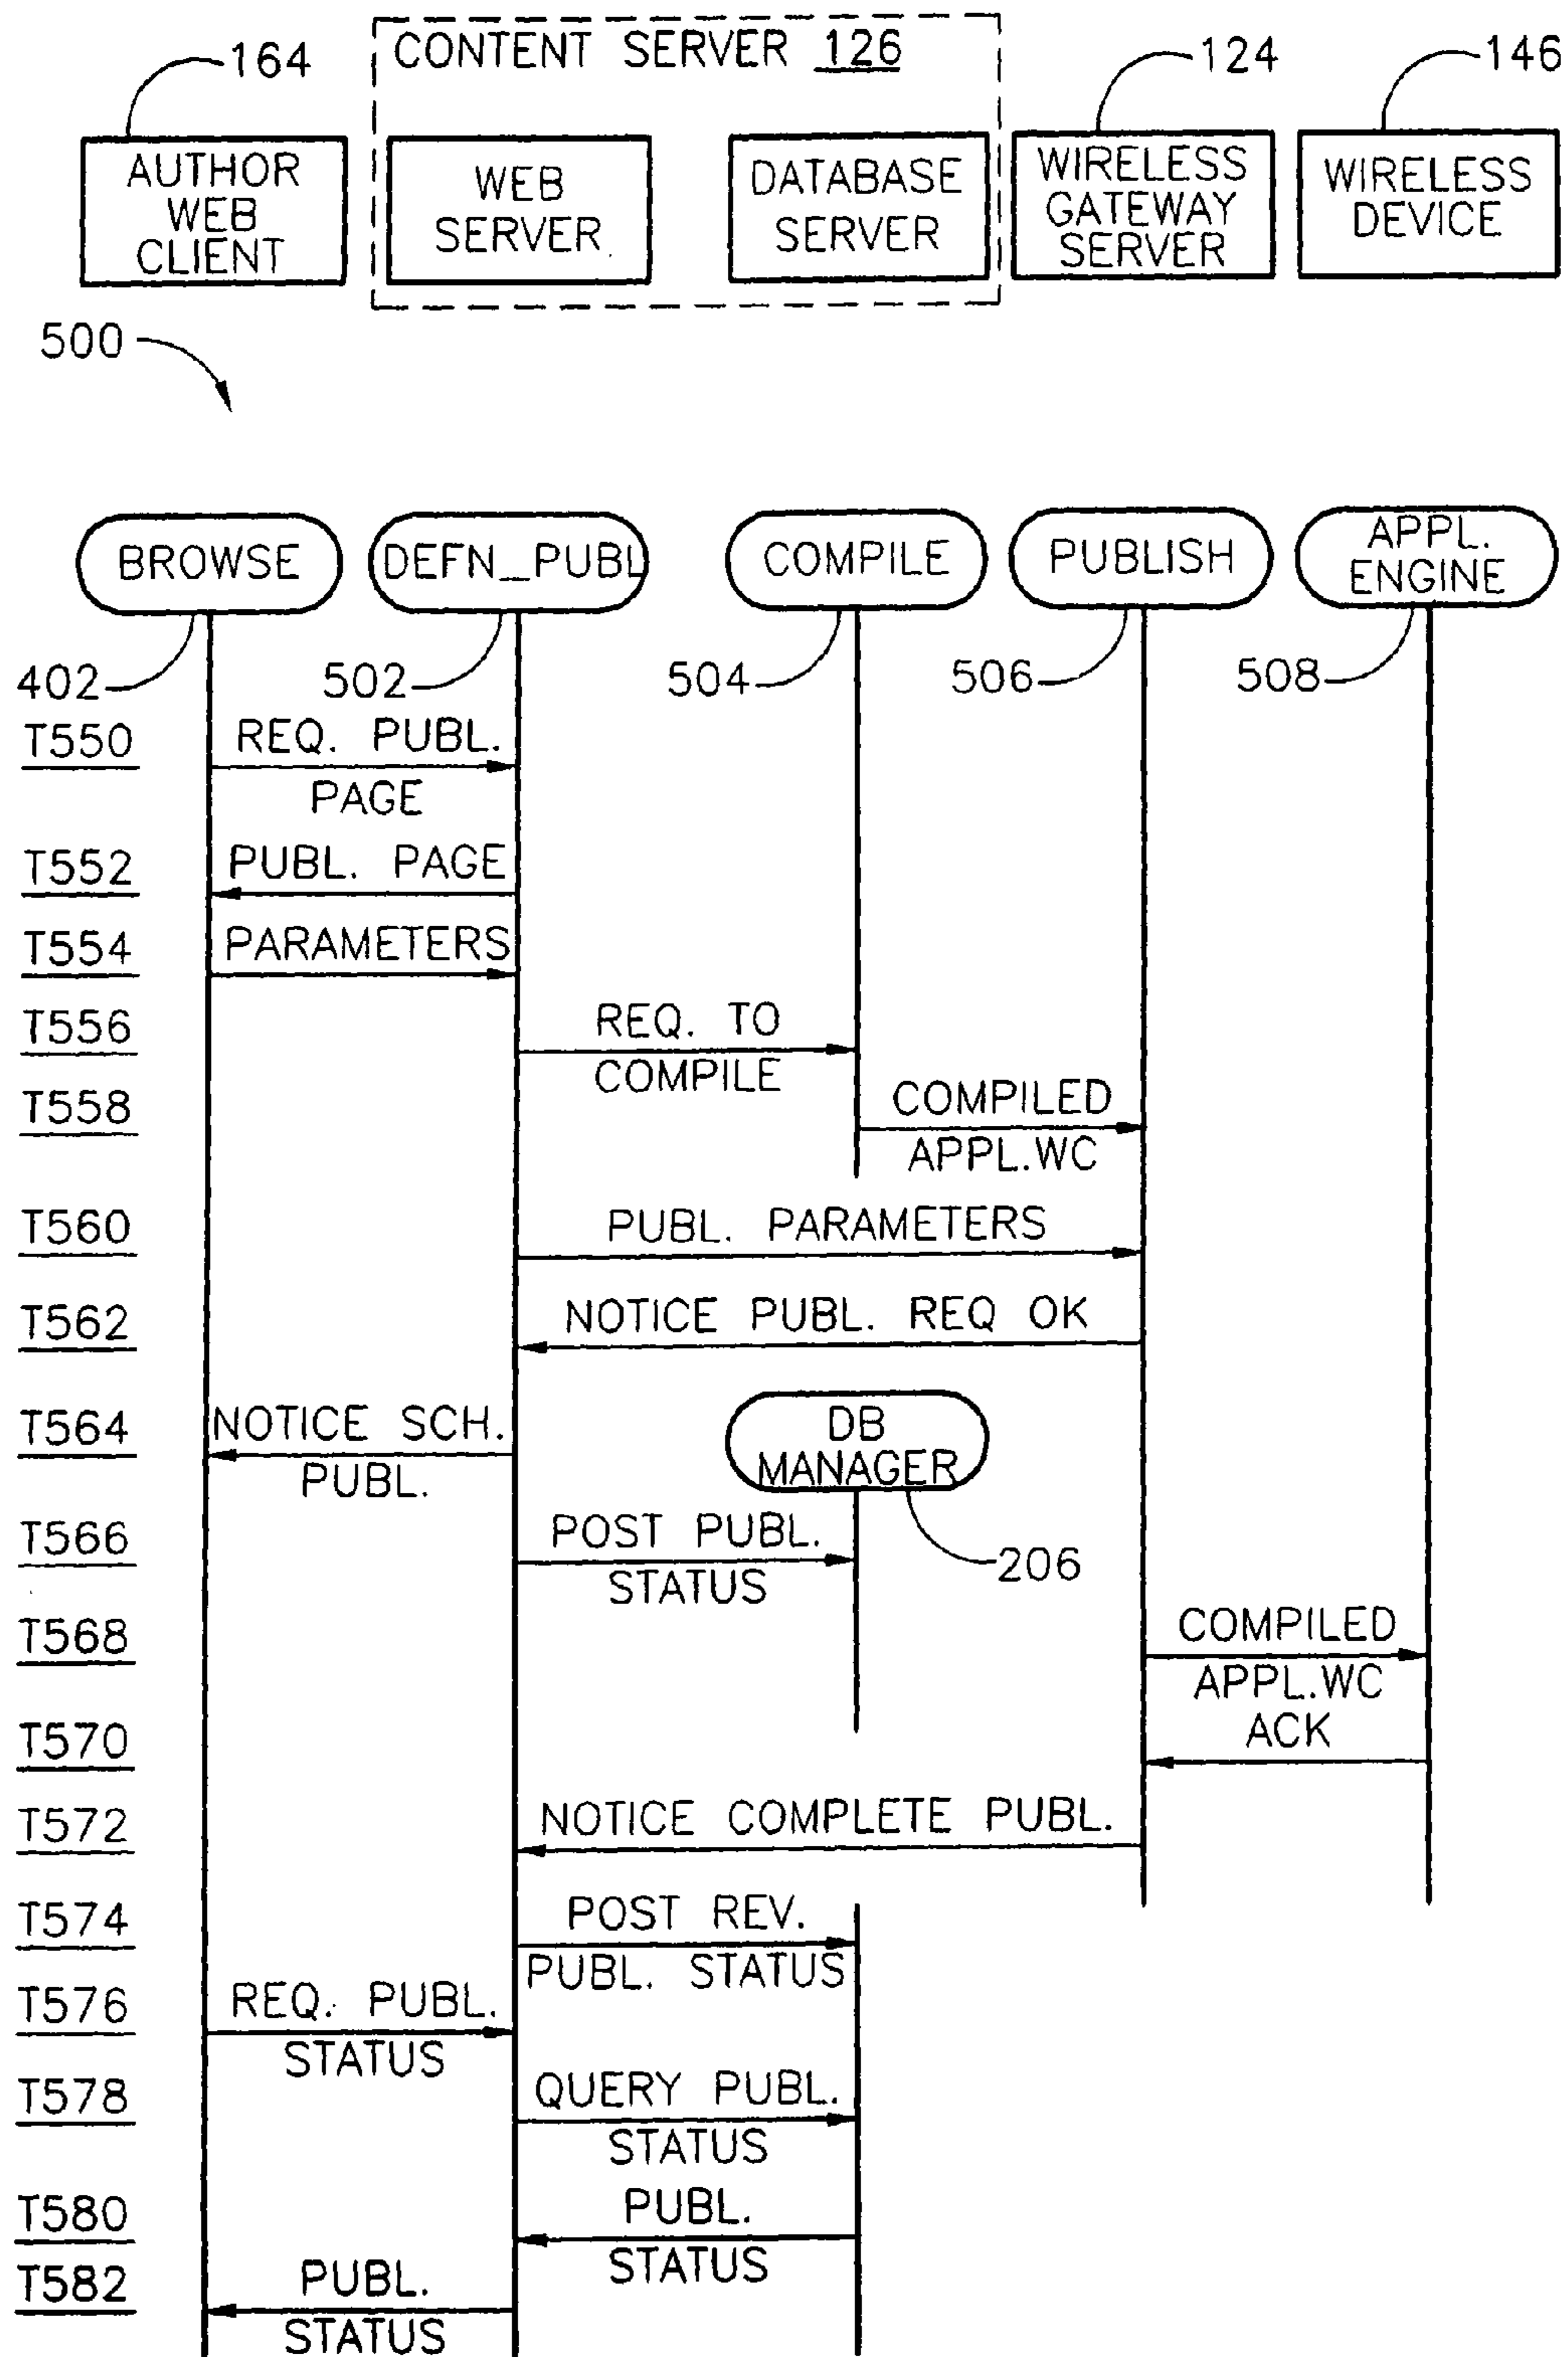 164
CONTENT SERVER 126
124
146
AUTHOR
WEB
CLIENT
WEB
SERVER
DATABASE
SERVER
WIRELESS
GATEWAY
SERVER
WIRELESS
DEVICE
500
BROWSE
DEFN_PUBL
COMPILE
PUBLISH
APPL.
ENGINE
402
502
504
506
508
T550
REQ. PUBL.
PAGE
T552
PUBL. PAGE
T554
PARAMETERS
T556
REQ. TO
COMPILE
T558
COMPILED
APPL.WC
T560
PUBL. PARAMETERS
T562
NOTICE PUBL. REQ OK
T564
NOTICE SCH.
PUBL.
DB
MANAGER
206
T566
POST PUBL.
STATUS
T568
COMPILED
APPL.WC
T570
ACK
T572
NOTICE COMPLETE PUBL.
T574
POST REV.
PUBL. STATUS
T576
REQ. PUBL.
STATUS
T578
QUERY PUBL.
STATUS
T580
PUBL.
STATUS
T582
PUBL.
STATUS